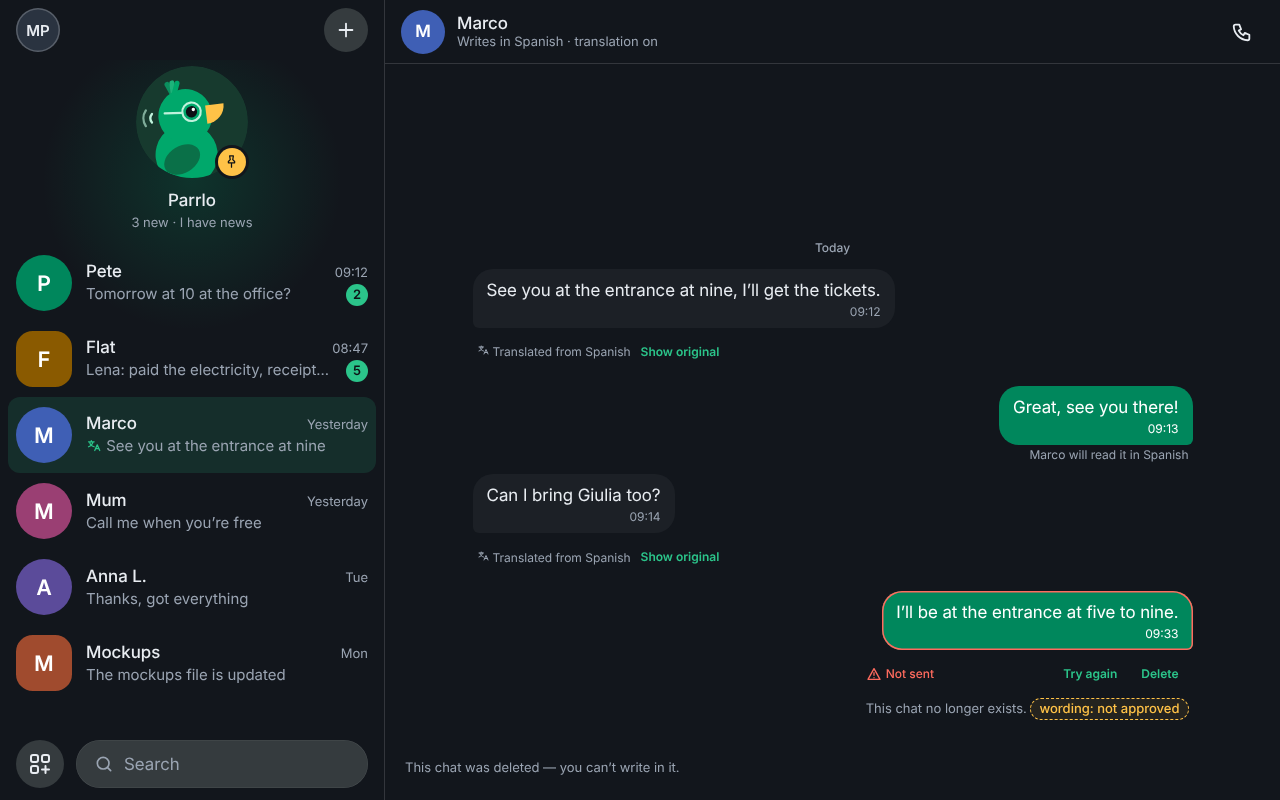 MP
Parrlo
3 new · I have news
P
Pete
09:12
Tomorrow at 10 at the office?
2
F
Flat
08:47
Lena: paid the electricity, receipt…
5
M
Marco
Yesterday
See you at the entrance at nine
M
Mum
Yesterday
Call me when you’re free
A
Anna L.
Tue
Thanks, got everything
M
Mockups
Mon
The mockups file is updated
Search
M
Marco
Writes in Spanish · translation on
Today
See you at the entrance at nine, I’ll get the tickets.
09:12
Translated from Spanish Show original
Great, see you there!
09:13
Marco will read it in Spanish
Can I bring Giulia too?
09:14
Translated from Spanish Show original
I’ll be at the entrance at five to nine.
09:33
Not sent Try again Delete
This chat no longer exists. wording: not approved
This chat was deleted — you can’t write in it.